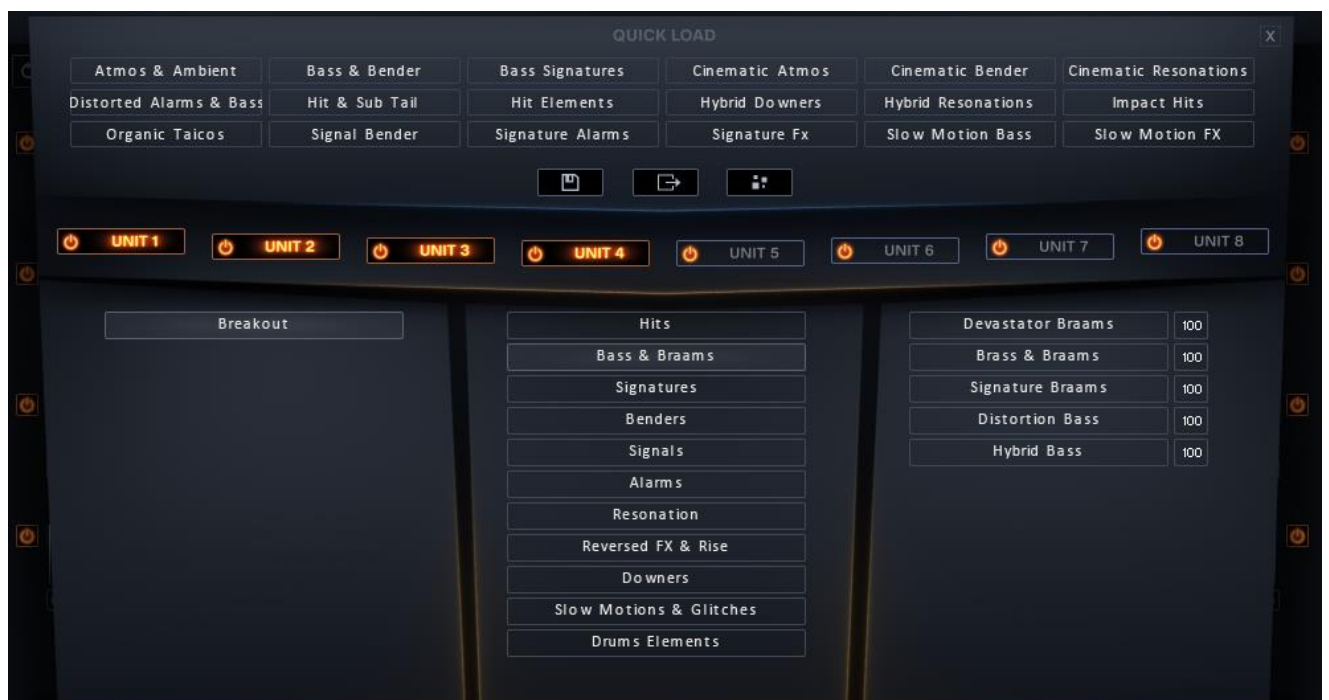 QUICK LOAD X
Atmos & Ambient Bass & Bender Bass Signatures Cinematic Atmos Cinematic Bender Cinematic Resonations
Distorted Alarms & Bass Hit & Sub Tail Hit Elements Hybrid Downers Hybrid Resonations Impact Hits
Organic Taicos Signal Bender Signature Alarms Signature Fx Slow Motion Bass Slow Motion FX
UNIT 1 UNIT 2 UNIT 3 UNIT 4 UNIT 5 UNIT 6 UNIT 7 UNIT 8
Breakout
Hits
Bass & Braams
Signatures
Benders
Signals
Alarms
Resonation
Reversed FX & Rise
Downers
Slow Motions & Glitches
Drums Elements
Devastator Braams 100
Brass & Braams 100
Signature Braams 100
Distortion Bass 100
Hybrid Bass 100